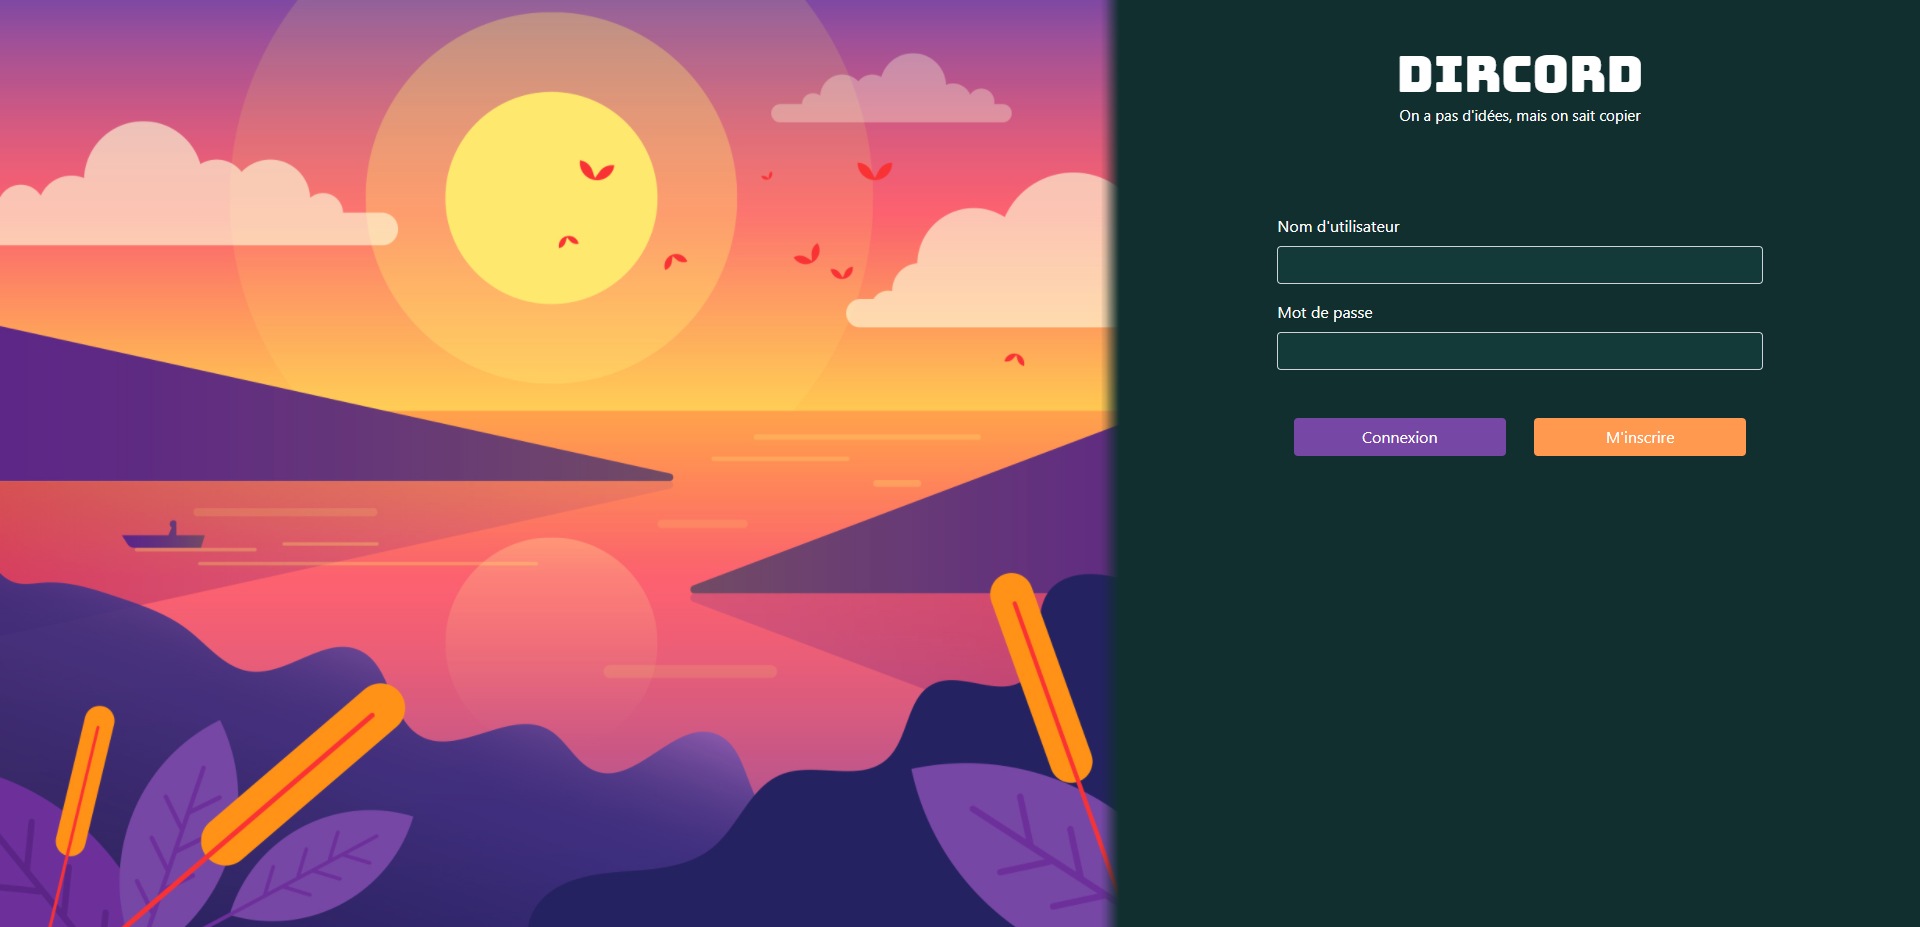 DIRCORD
On a pas d'idées, mais on sait copier
Nom d'utilisateur
Mot de passe
Connexion
M'inscrire